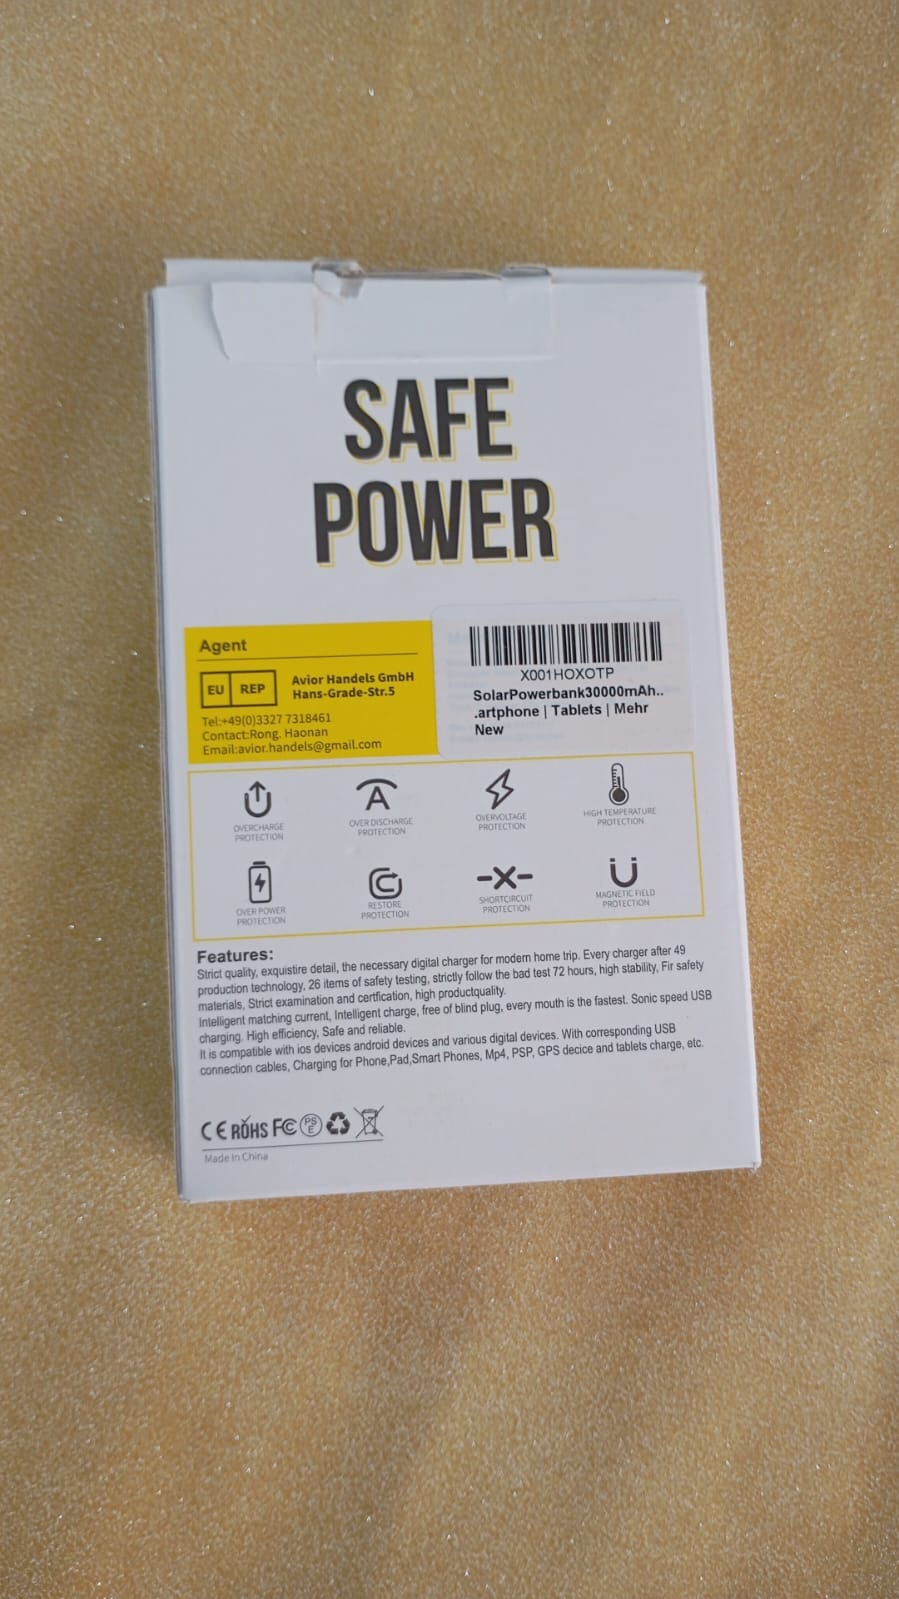 SAFE
POWER
Agent
EU REP
Avior Handels GmbH
Hans-Grade-Str.5
Tel:+49(0)3327 7318461
Contact:Rong, Haonan
Email:avior.handels@gmail.com
X001HOXOTP
SolarPowerbank30000mAh..
.artphone | Tablets | Mehr
New
OVERCHARGE
PROTECTION
OVER DISCHARGE
PROTECTION
OVERVOLTAGE
PROTECTION
HIGH TEMPERATURE
PROTECTION
OVER POWER
PROTECTION
RESTORE
PROTECTION
SHORTCIRCUIT
PROTECTION
MAGNETIC FIELD
PROTECTION
Features:
Strict quality, exquistire detail, the necessary digital charger for modern home trip. Every charger after 49
production technology, 26 items of safety testing, strictly follow the bad test 72 hours, high stability, Fir safety
materials, Strict examination and certfication, high productquality.
Intelligent matching current, Intelligent charge, free of blind plug, every mouth is the fastest. Sonic speed USB
charging. High efficiency, Safe and reliable.
It is compatible with ios devices android devices and various digital devices. With corresponding USB
connection cables, Charging for Phone,Pad,Smart Phones, Mp4, PSP, GPS decice and tablets charge, etc.
CE ROHS FC PSE
Made In China